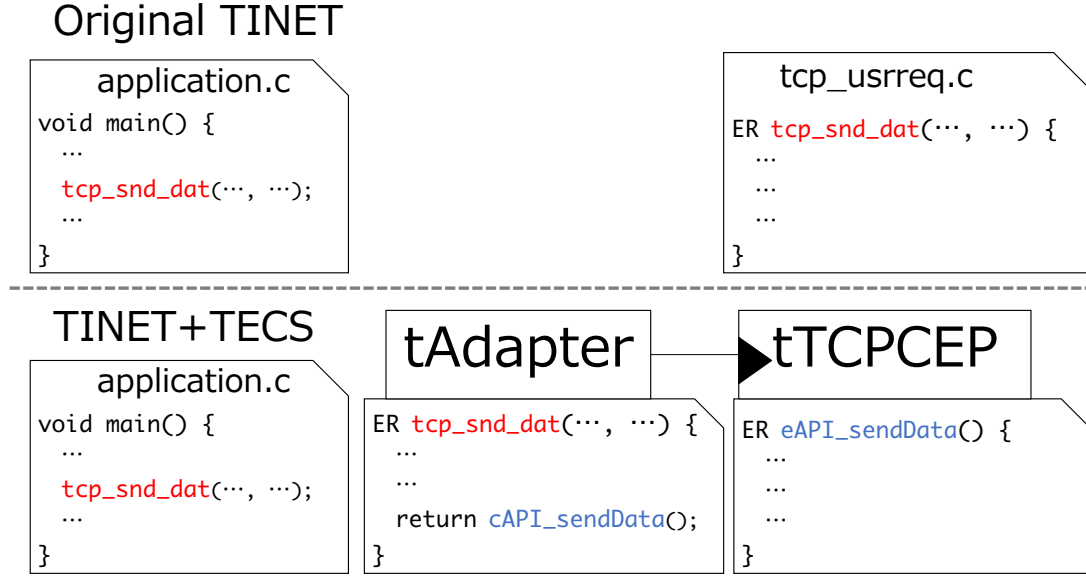 Original TINET
application.c
void main() {
…
tcp_snd_dat(…, …);
…
}
tcp_usrreq.c
ER tcp_snd_dat(…, …) {
…
…
…
}
TINET+TECS
application.c
void main() {
…
tcp_snd_dat(…, …);
…
}
tAdapter
ER tcp_snd_dat(…, …) {
…
…
return cAPI_sendData();
}
tTCPCEP
ER eAPI_sendData() {
…
…
…
}